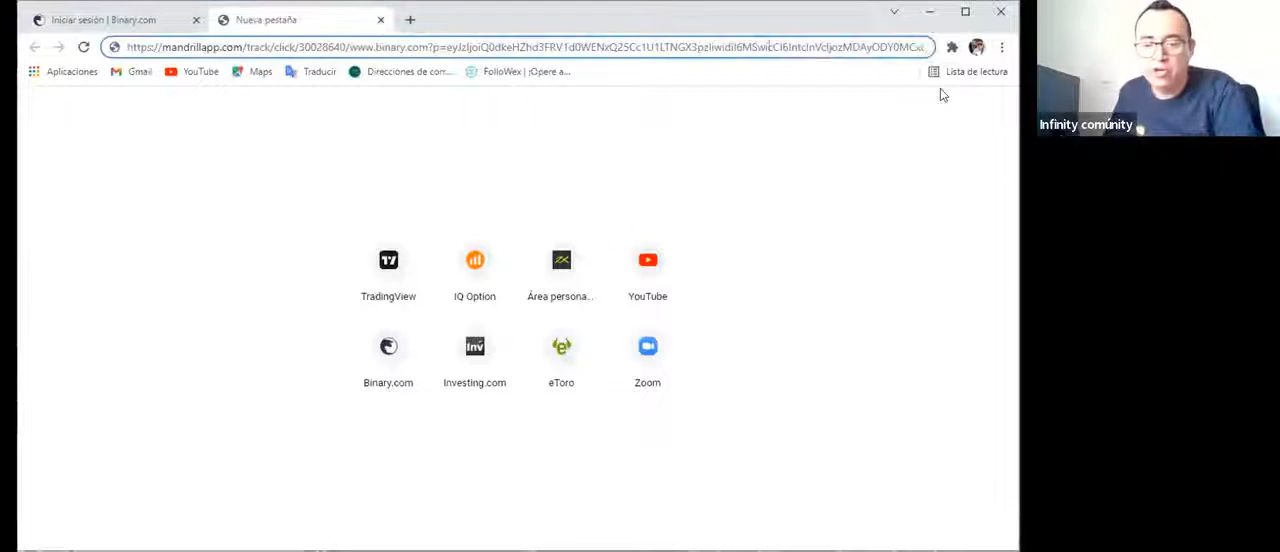 Iniciar sesión | Binary.com
Nueva pestaña
https://mandrillapp.com/track/click/30028640/www.binary.com?p=
Aplicaciones
Gmail
YouTube
Maps
Traducir
Direcciones de corr...
FolloWex | ¡Opere a...
Lista de lectura
Infinity comúnity
TradingView
IQ Option
Área persona...
YouTube
Binary.com
Investing.com
eToro
Zoom